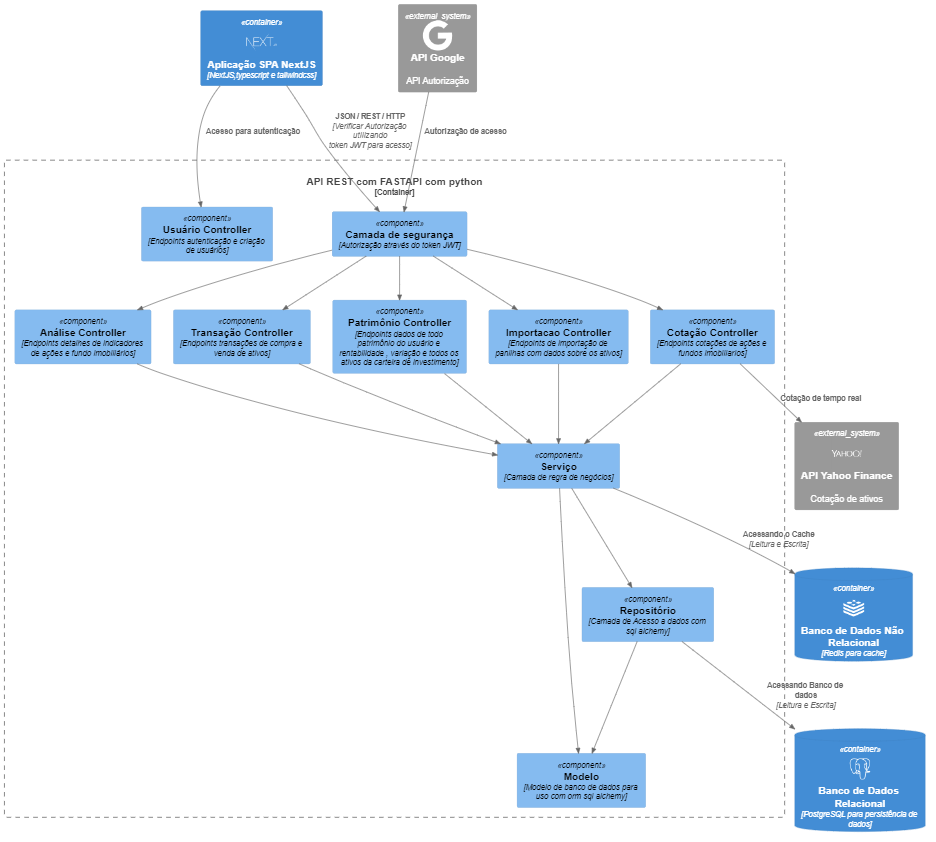 «container»
NEXT.
Aplicação SPA NextJS
[NextJS,typescript e tailwindcss]
«external_system»
G
API Google
API Autorização
Acesso para autenticação
JSON / REST / HTTP
[Verificar Autorização
utilizando
token JWT para acesso]
Autorização de acesso
API REST com FASTAPI com python
[Container]
«component»
Usuário Controller
[Endpoints autenticação e criação
de usuários]
«component»
Camada de segurança
[Autorização através do token JWT]
«component»
Análise Controller
[Endpoints detalhes de indicadores
de ações e fundo imobiliários]
«component»
Transação Controller
[Endpoints transações de compra e
venda de ativos]
«component»
Patrimônio Controller
[Endpoints dados de todo
patrimônio do usuário e
rentabilidade , variação e todos os
ativos da carteira de investimento]
«component»
Importacao Controller
[Endpoints de importação de
panilhas com dados sobre os ativos]
«component»
Cotação Controller
[Endpoints cotações de ações e
fundos imobiliarios]
Cotação de tempo real
«external_system»
YAHOO!
API Yahoo Finance
Cotação de ativos
«component»
Serviço
[Camada de regra de negócios]
Acessando o Cache
[Leitura e Escrita]
«container»
Banco de Dados Não
Relacional
[Redis para cache]
«component»
Repositório
[Camada de Acesso a dados com
sql alchemy]
Acessando Banco de
dados
[Leitura e Escrita]
«container»
Banco de Dados
Relacional
[PostgreSQL para persistência de
dados]
«component»
Modelo
[Modelo de banco de dados para
uso com orm sql alchemy]